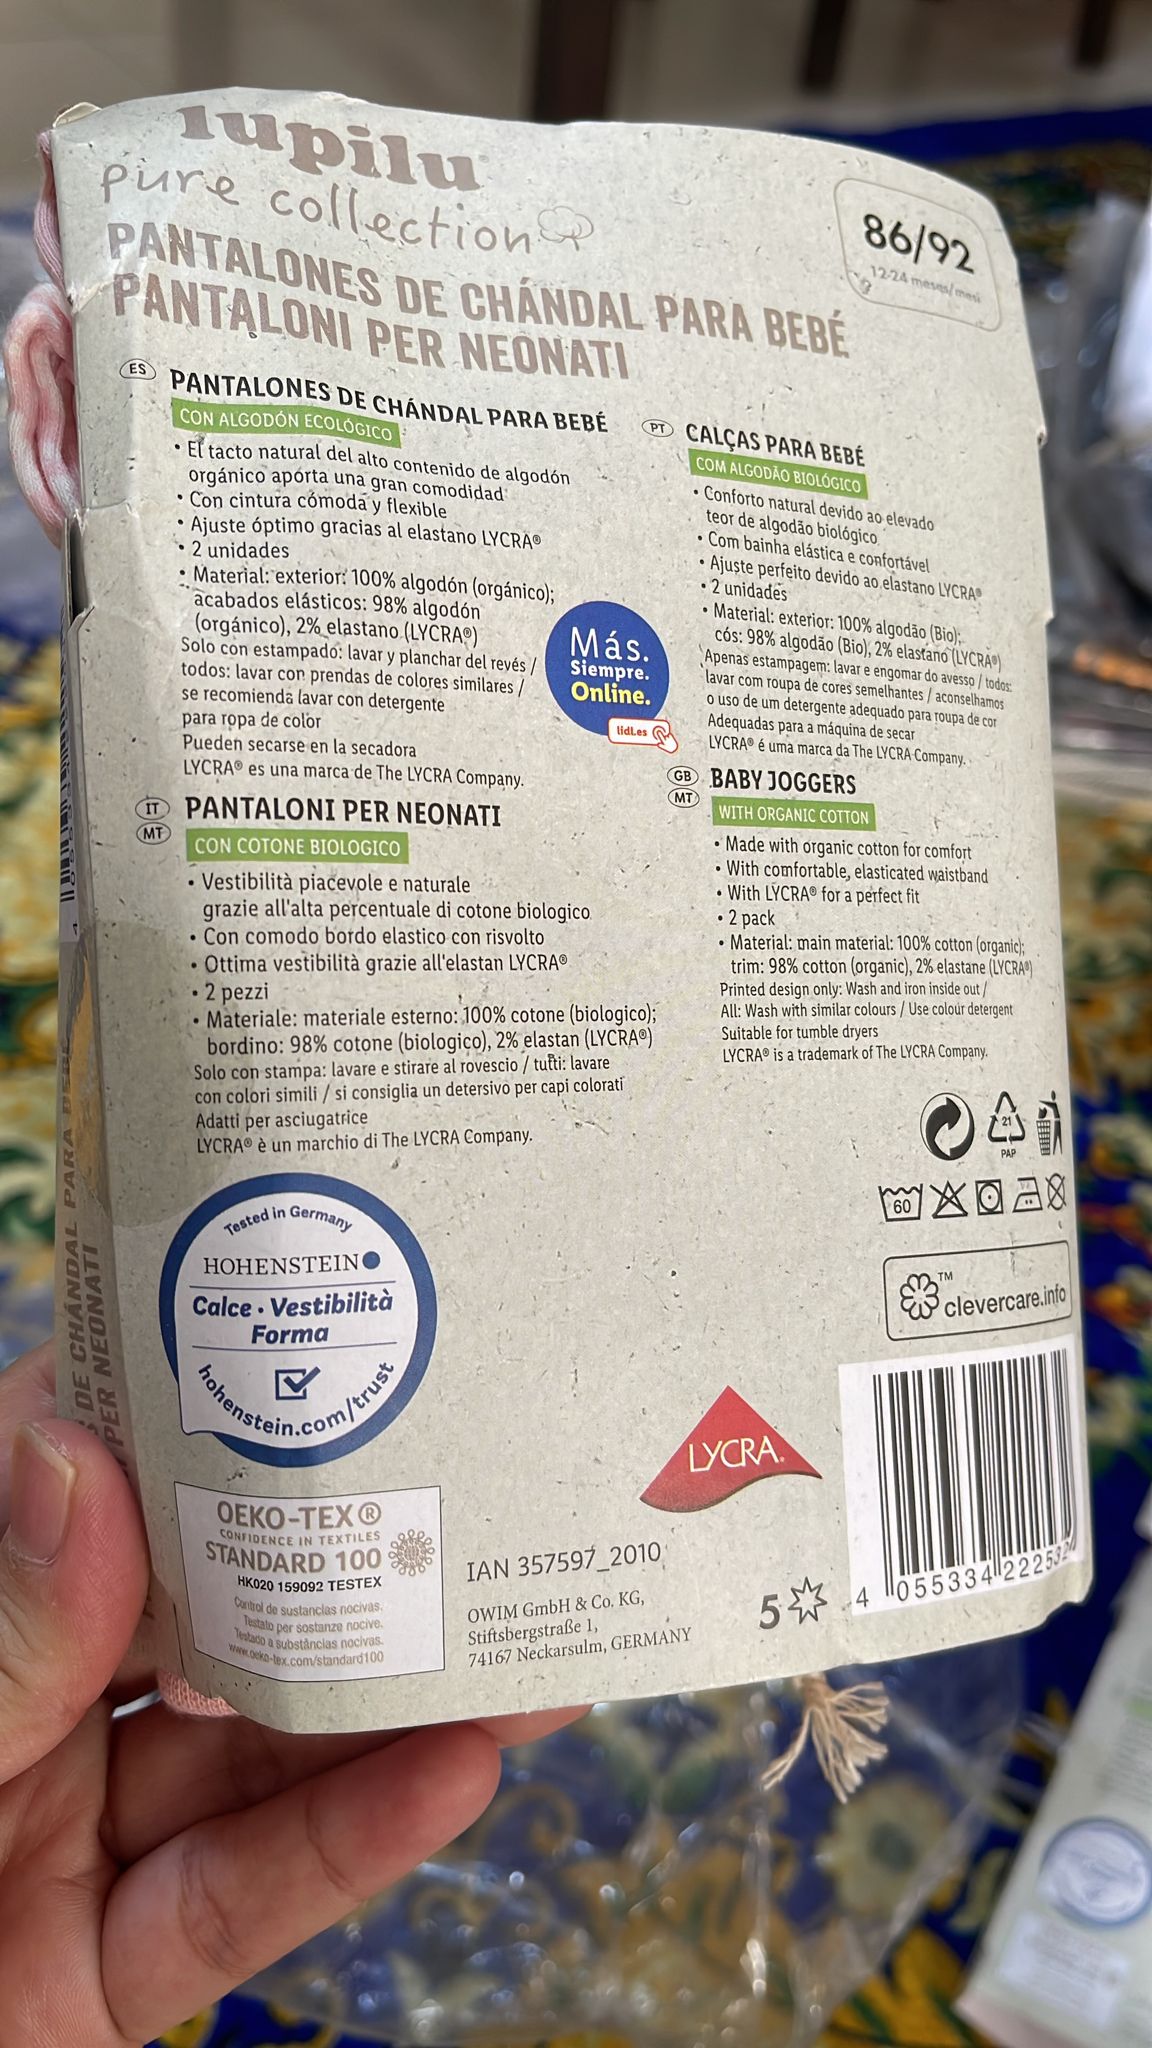 lupilu
pure collection
PANTALONES DE CHÁNDAL PARA BEBÉ
PANTALONI PER NEONATI
86/92
12-24 meses/mesi
ES
PANTALONES DE CHÁNDAL PARA BEBÉ
CON ALGODÓN ECOLÓGICO
• El tacto natural del alto contenido de algodón
orgánico aporta una gran comodidad
• Con cintura cómoda y flexible
• Ajuste óptimo gracias al elastano LYCRA®
• 2 unidades
• Material: exterior: 100% algodón (orgánico);
acabados elásticos: 98% algodón
(orgánico), 2% elastano (LYCRA®)
Solo con estampado: lavar y planchar del revés /
todos: lavar con prendas de colores similares /
se recomienda lavar con detergente
para ropa de color
Pueden secarse en la secadora
LYCRA® es una marca de The LYCRA Company.
Más.
Siempre.
Online.
lidl.es
PT
CALÇAS PARA BEBÉ
COM ALGODÃO BIOLÓGICO
• Conforto natural devido ao elevado
teor de algodão biológico
• Com bainha elástica e confortável
• Ajuste perfeito devido ao elastano LYCRA®
• 2 unidades
• Material: exterior: 100% algodão (Bio);
cós: 98% algodão (Bio), 2% elastano (LYCRA®)
Apenas estampagem: lavar e engomar do avesso / todos:
lavar com roupa de cores semelhantes / aconselhamos
o uso de um detergente adequado para roupa de cor
Adequadas para a máquina de secar
LYCRA® é uma marca da The LYCRA Company.
IT
MT
PANTALONI PER NEONATI
CON COTONE BIOLOGICO
• Vestibilità piacevole e naturale
grazie all'alta percentuale di cotone biologico
• Con comodo bordo elastico con risvolto
• Ottima vestibilità grazie all'elastan LYCRA®
• 2 pezzi
• Materiale: materiale esterno: 100% cotone (biologico);
bordino: 98% cotone (biologico), 2% elastan (LYCRA®)
Solo con stampa: lavare e stirare al rovescio / tutti: lavare
con colori simili / si consiglia un detersivo per capi colorati
Adatti per asciugatrice
LYCRA® è un marchio di The LYCRA Company.
GB
MT
BABY JOGGERS
WITH ORGANIC COTTON
• Made with organic cotton for comfort
• With comfortable, elasticated waistband
• With LYCRA® for a perfect fit
• 2 pack
• Material: main material: 100% cotton (organic);
trim: 98% cotton (organic), 2% elastane (LYCRA®)
Printed design only: Wash and iron inside out /
All: Wash with similar colours / Use colour detergent
Suitable for tumble dryers
LYCRA® is a trademark of The LYCRA Company.
21
PAP
60
™
clevercare.info
Tested in Germany
HOHENSTEIN
Calce • Vestibilità
Forma
hohenstein.com/trust
OEKO-TEX®
CONFIDENCE IN TEXTILES
STANDARD 100
HK020 159092 TESTEX
Control de sustancias nocivas.
Testato per sostanze nocive.
Testado a substâncias nocivas.
www.oeko-tex.com/standard100
LYCRA®
IAN 357597_2010
OWIM GmbH & Co. KG,
Stiftsbergstraße 1,
74167 Neckarsulm, GERMANY
5
4 055334 222532
DE CHÁNDAL PARA BEBÉ
PER NEONATI